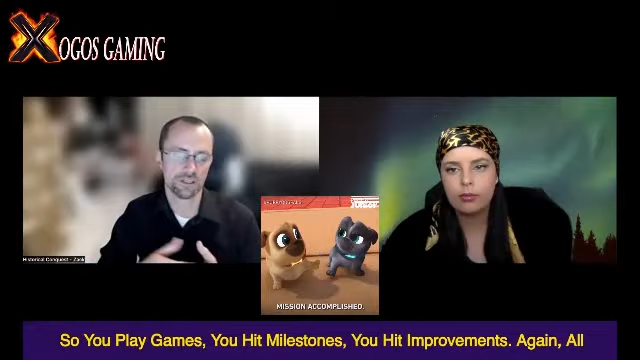 XOGOS GAMING
Historical Conquest - Zack
MISSION ACCOMPLISHED.
So You Play Games, You Hit Milestones, You Hit Improvements. Again, All